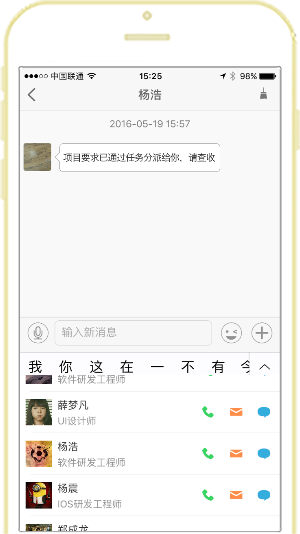 中国联通 15:25 98%
杨浩
2016-05-19 15:57
项目要求已通过任务分派给你，请查收
输入新消息
我 你 这 在 一 不 有 今
软件研发工程师
薛梦凡
UI设计师
杨浩
软件研发工程师
杨震
IOS研发工程师
郑成龙